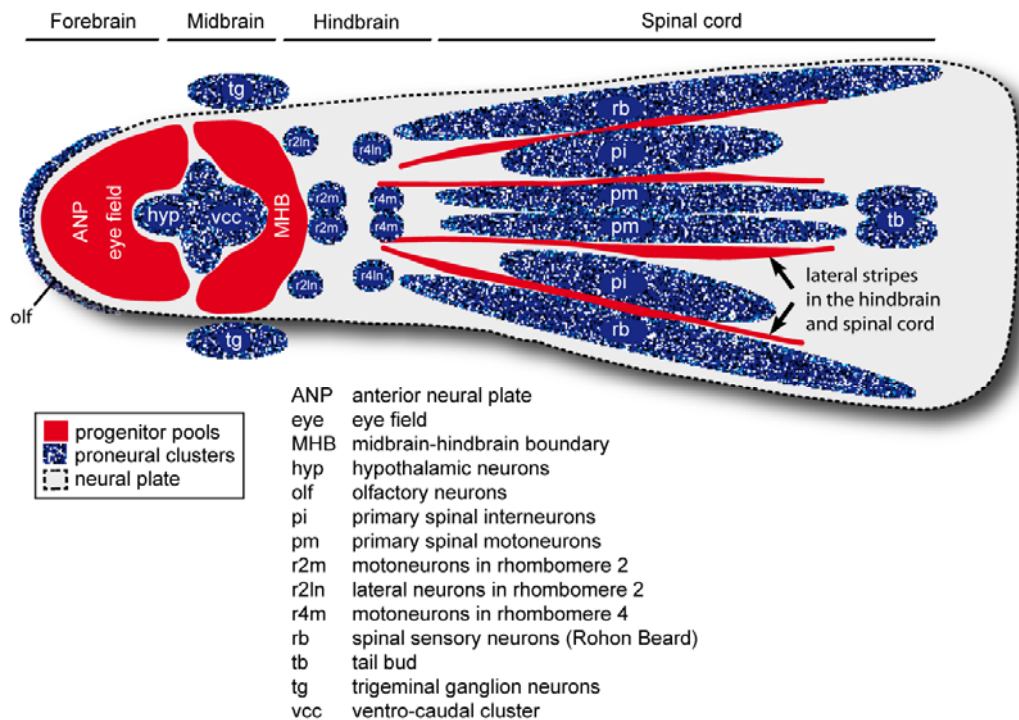 Forebrain Midbrain Hindbrain Spinal cord
tg
rb
r2ln
r4ln
pi
ANP
eye field
hyp
vcc
MHB
r2m
r4m
pm
tb
r2m
r4m
pm
r2ln
r4ln
pi
lateral stripes
in the hindbrain
and spinal cord
olf
tg
rb
progenitor pools
proneural clusters
neural plate
ANP anterior neural plate
eye eye field
MHB midbrain-hindbrain boundary
hyp hypothalamic neurons
olf olfactory neurons
pi primary spinal interneurons
pm primary spinal motoneurons
r2m motoneurons in rhombomere 2
r2ln lateral neurons in rhombomere 2
r4m motoneurons in rhombomere 4
rb spinal sensory neurons (Rohon Beard)
tb tail bud
tg trigeminal ganglion neurons
vcc ventro-caudal cluster